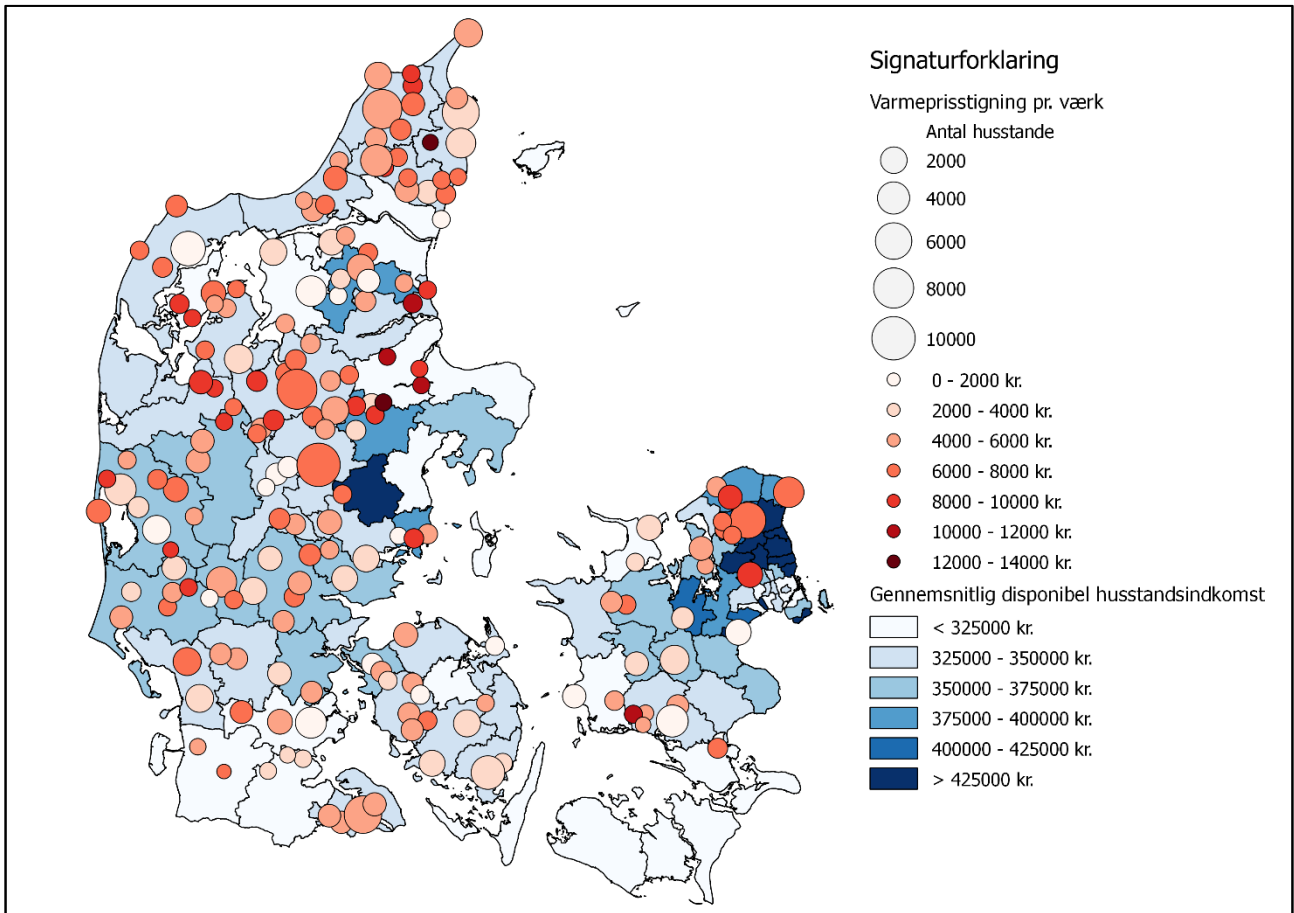 Signaturforklaring
Varmeprisstigning pr. værk
Antal husstande
2000
4000
6000
8000
10000
0 - 2000 kr.
2000 - 4000 kr.
4000 - 6000 kr.
6000 - 8000 kr.
8000 - 10000 kr.
10000 - 12000 kr.
12000 - 14000 kr.
Gennemsnitlig disponibel husstandsindkomst
< 325000 kr.
325000 - 350000 kr.
350000 - 375000 kr.
375000 - 400000 kr.
400000 - 425000 kr.
> 425000 kr.